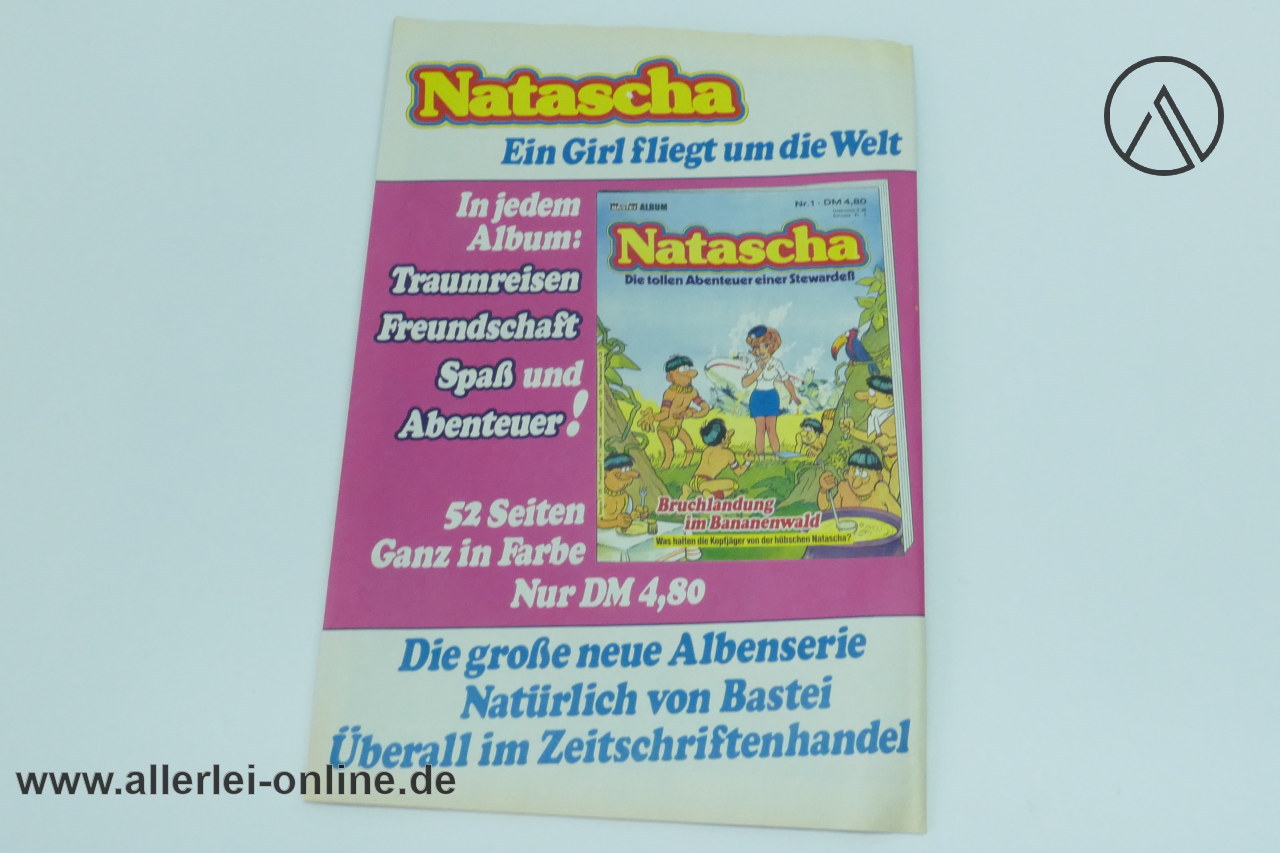 Natascha
Ein Girl fliegt um die Welt
In jedem
Album:
Traumreisen
Freundschaft
Spaß und
Abenteuer!
52 Seiten
Ganz in Farbe
Nur DM 4,80
BASTEI ALBUM
Nr. 1 · DM 4,80
Natascha
Die tollen Abenteuer einer Stewardeß
Bruchlandung
im Bananenwald
Was halten die Kopfjäger von der hübschen Natascha?
Die große neue Albenserie
Natürlich von Bastei
Überall im Zeitschriftenhandel
www.allerlei-online.de